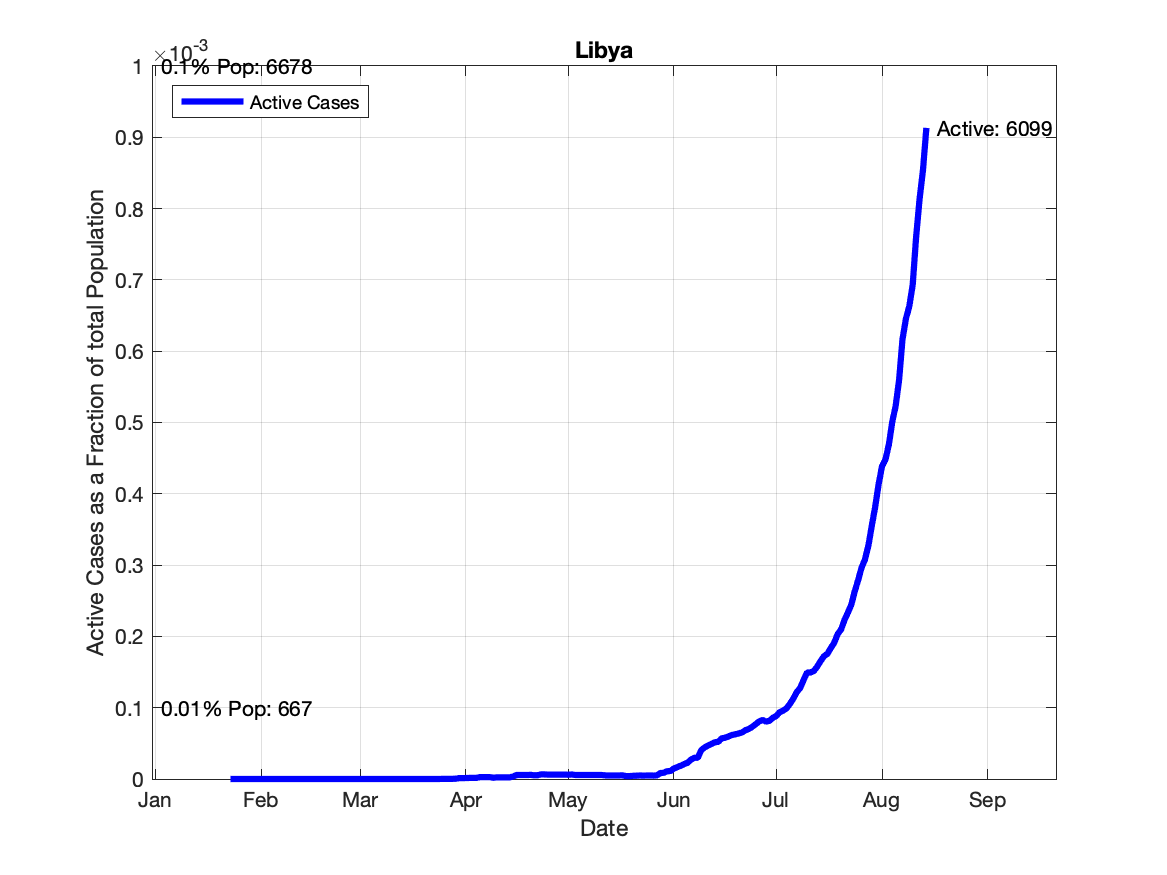 Libya
×10-3
0.1% Pop: 6678
Active Cases
Active: 6099
0.01% Pop: 667
1
0.9
0.8
0.7
0.6
0.5
0.4
0.3
0.2
0.1
0
Active Cases as a Fraction of total Population
Jan Feb Mar Apr May Jun Jul Aug Sep
Date